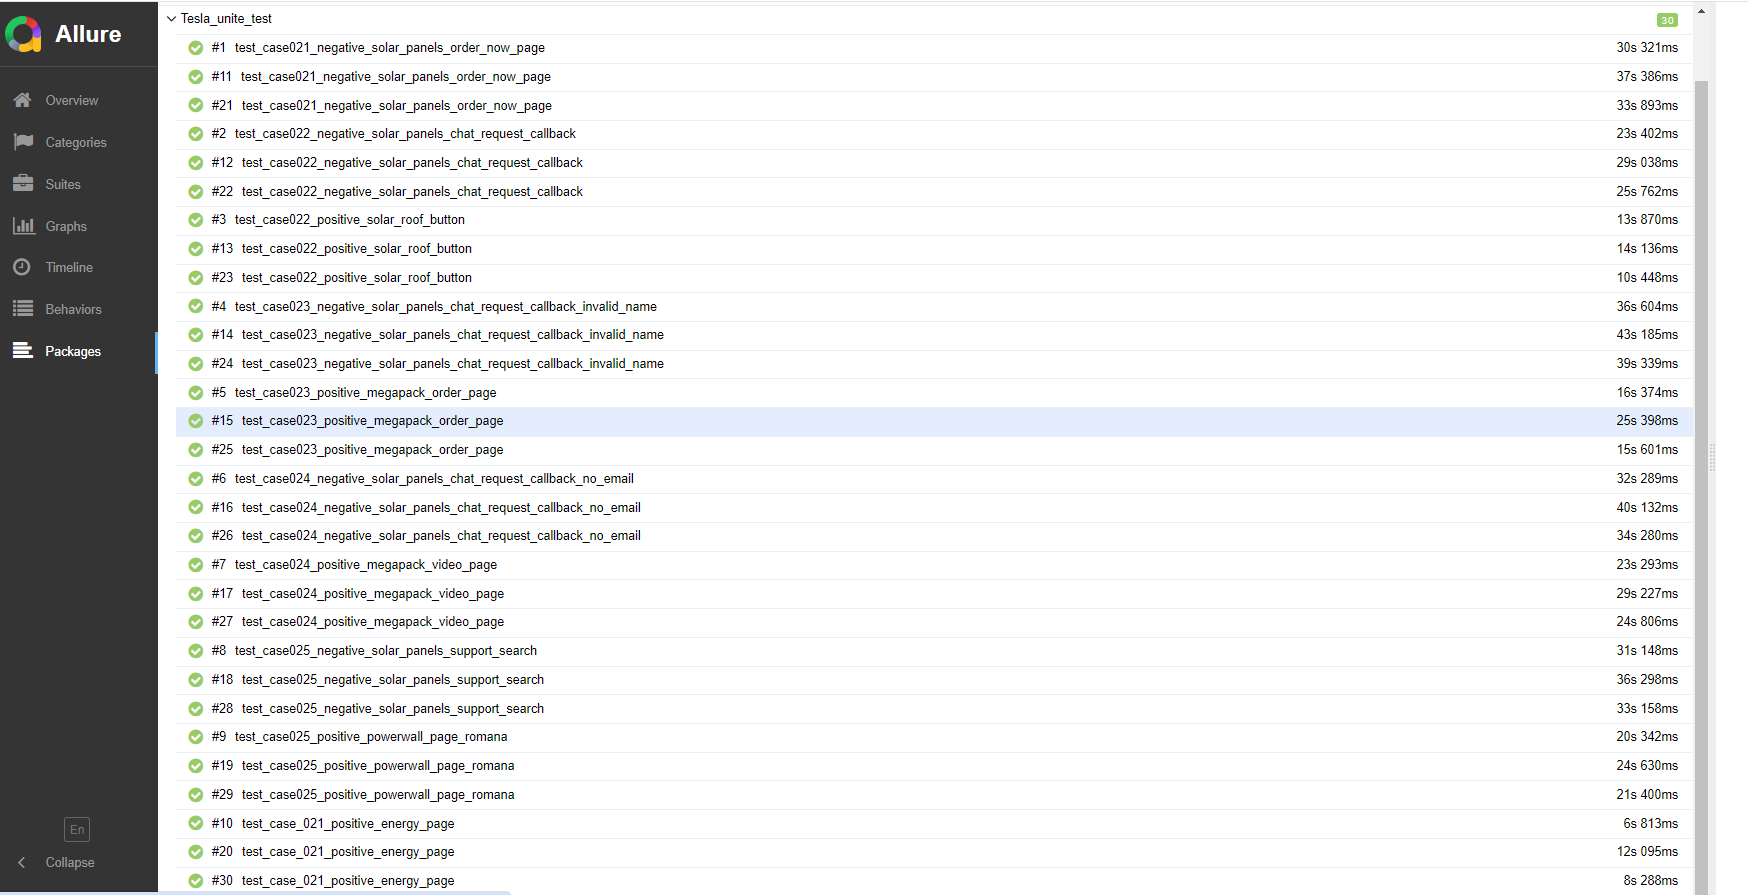 Allure
Overview
Categories
Suites
Graphs
Timeline
Behaviors
Packages
En
Collapse
Tesla_unite_test 30
#1 test_case021_negative_solar_panels_order_now_page 30s 321ms
#11 test_case021_negative_solar_panels_order_now_page 37s 386ms
#21 test_case021_negative_solar_panels_order_now_page 33s 893ms
#2 test_case022_negative_solar_panels_chat_request_callback 23s 402ms
#12 test_case022_negative_solar_panels_chat_request_callback 29s 038ms
#22 test_case022_negative_solar_panels_chat_request_callback 25s 762ms
#3 test_case022_positive_solar_roof_button 13s 870ms
#13 test_case022_positive_solar_roof_button 14s 136ms
#23 test_case022_positive_solar_roof_button 10s 448ms
#4 test_case023_negative_solar_panels_chat_request_callback_invalid_name 36s 604ms
#14 test_case023_negative_solar_panels_chat_request_callback_invalid_name 43s 185ms
#24 test_case023_negative_solar_panels_chat_request_callback_invalid_name 39s 339ms
#5 test_case023_positive_megapack_order_page 16s 374ms
#15 test_case023_positive_megapack_order_page 25s 398ms
#25 test_case023_positive_megapack_order_page 15s 601ms
#6 test_case024_negative_solar_panels_chat_request_callback_no_email 32s 289ms
#16 test_case024_negative_solar_panels_chat_request_callback_no_email 40s 132ms
#26 test_case024_negative_solar_panels_chat_request_callback_no_email 34s 280ms
#7 test_case024_positive_megapack_video_page 23s 293ms
#17 test_case024_positive_megapack_video_page 29s 227ms
#27 test_case024_positive_megapack_video_page 24s 806ms
#8 test_case025_negative_solar_panels_support_search 31s 148ms
#18 test_case025_negative_solar_panels_support_search 36s 298ms
#28 test_case025_negative_solar_panels_support_search 33s 158ms
#9 test_case025_positive_powerwall_page_romana 20s 342ms
#19 test_case025_positive_powerwall_page_romana 24s 630ms
#29 test_case025_positive_powerwall_page_romana 21s 400ms
#10 test_case_021_positive_energy_page 6s 813ms
#20 test_case_021_positive_energy_page 12s 095ms
#30 test_case_021_positive_energy_page 8s 288ms